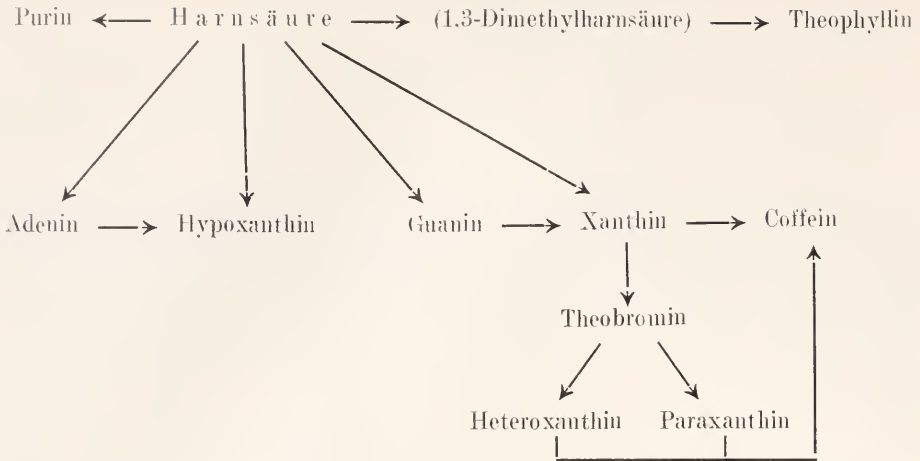 Purin Harnsäure (1,3-Dimethylharnsäure) Theophyllin
Adenin Hypoxanthin Guanin Xanthin Coffein
Theobromin
Heteroxanthin Paraxanthin